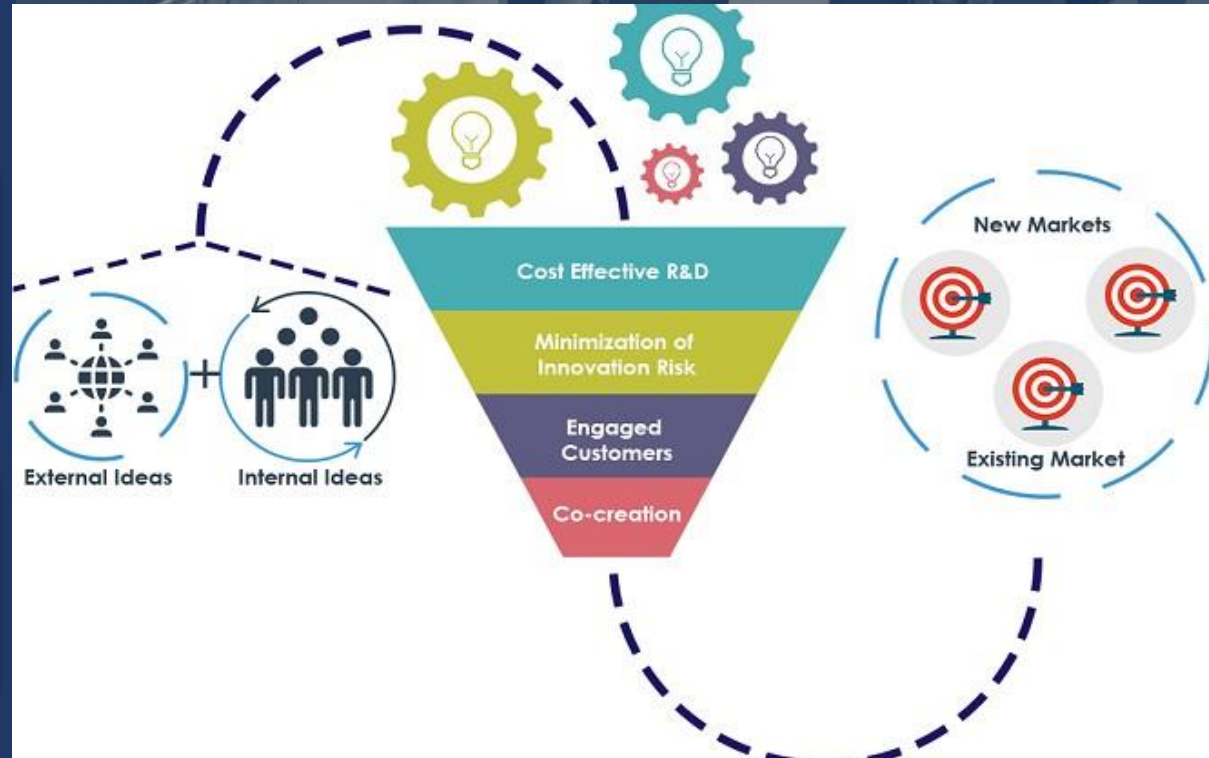 External Ideas
Internal Ideas
Cost Effective R&D
Minimization of
Innovation Risk
Engaged
Customers
Co-creation
New Markets
Existing Market